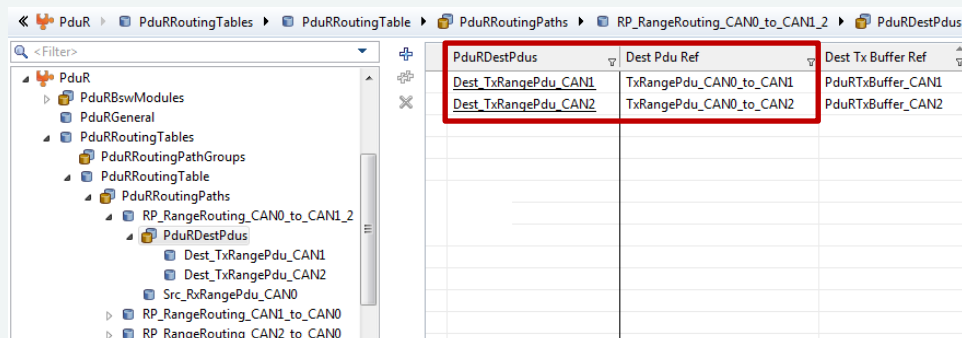 PduR PduRRoutingTables PduRRoutingTable PduRRoutingPaths RP_RangeRouting_CAN0_to_CAN1_2 PduRDestPdus
<Filter>
PduRDestPdus Dest Pdu Ref Dest Tx Buffer Ref
Dest_TxRangePdu_CAN1 TxRangePdu_CAN0_to_CAN1 PduRTxBuffer_CAN1
Dest_TxRangePdu_CAN2 TxRangePdu_CAN0_to_CAN2 PduRTxBuffer_CAN2
PduR
PduRBswModules
PduRGeneral
PduRRoutingTables
PduRRoutingPathGroups
PduRRoutingTable
PduRRoutingPaths
RP_RangeRouting_CAN0_to_CAN1_2
PduRDestPdus
Dest_TxRangePdu_CAN1
Dest_TxRangePdu_CAN2
Src_RxRangePdu_CAN0
RP_RangeRouting_CAN1_to_CAN0
RP_RangeRouting_CAN2_to_CAN0